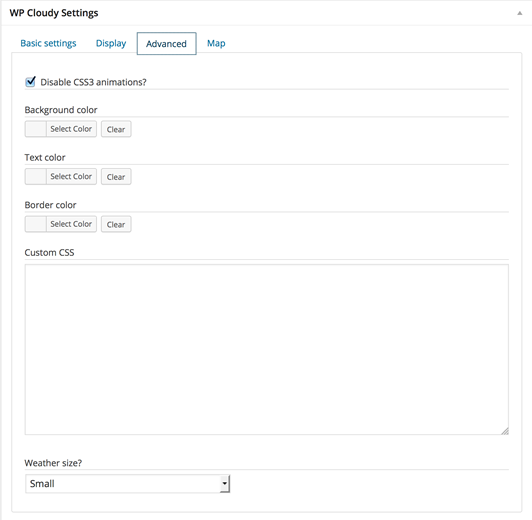 WP Cloudy Settings
Basic settings Display Advanced Map
Disable CSS3 animations?
Background color
Select Color Clear
Text color
Select Color Clear
Border color
Select Color Clear
Custom CSS
Weather size?
Small